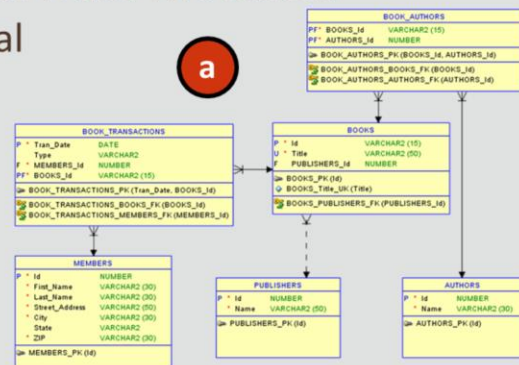 al
a
BOOK_AUTHORS
PF* BOOKS_Id VARCHAR2 (15)
PF* AUTHORS_Id NUMBER
BOOK_AUTHORS_PK (BOOKS_Id, AUTHORS_Id)
BOOK_AUTHORS_BOOKS_FK (BOOKS_Id)
BOOK_AUTHORS_AUTHORS_FK (AUTHORS_Id)
BOOK_TRANSACTIONS
P * Tran_Date DATE
Type VARCHAR2
F * MEMBERS_Id NUMBER
PF* BOOKS_Id VARCHAR2 (15)
BOOK_TRANSACTIONS_PK (Tran_Date, BOOKS_Id)
BOOK_TRANSACTIONS_BOOKS_FK (BOOKS_Id)
BOOK_TRANSACTIONS_MEMBERS_FK (MEMBERS_Id)
BOOKS
P * Id VARCHAR2 (15)
U * Title VARCHAR2 (50)
F PUBLISHERS_Id NUMBER
BOOKS_PK (Id)
BOOKS_Title_UK (Title)
BOOKS_PUBLISHERS_FK (PUBLISHERS_Id)
MEMBERS
P * Id NUMBER
* First_Name VARCHAR2 (30)
* Last_Name VARCHAR2 (30)
* Street_Address VARCHAR2 (50)
* City VARCHAR2 (30)
State VARCHAR2
* ZIP VARCHAR2 (30)
MEMBERS_PK (Id)
PUBLISHERS
P * Id NUMBER
* Name VARCHAR2 (50)
PUBLISHERS_PK (Id)
AUTHORS
P * Id NUMBER
* Name VARCHAR2 (30)
AUTHORS_PK (Id)